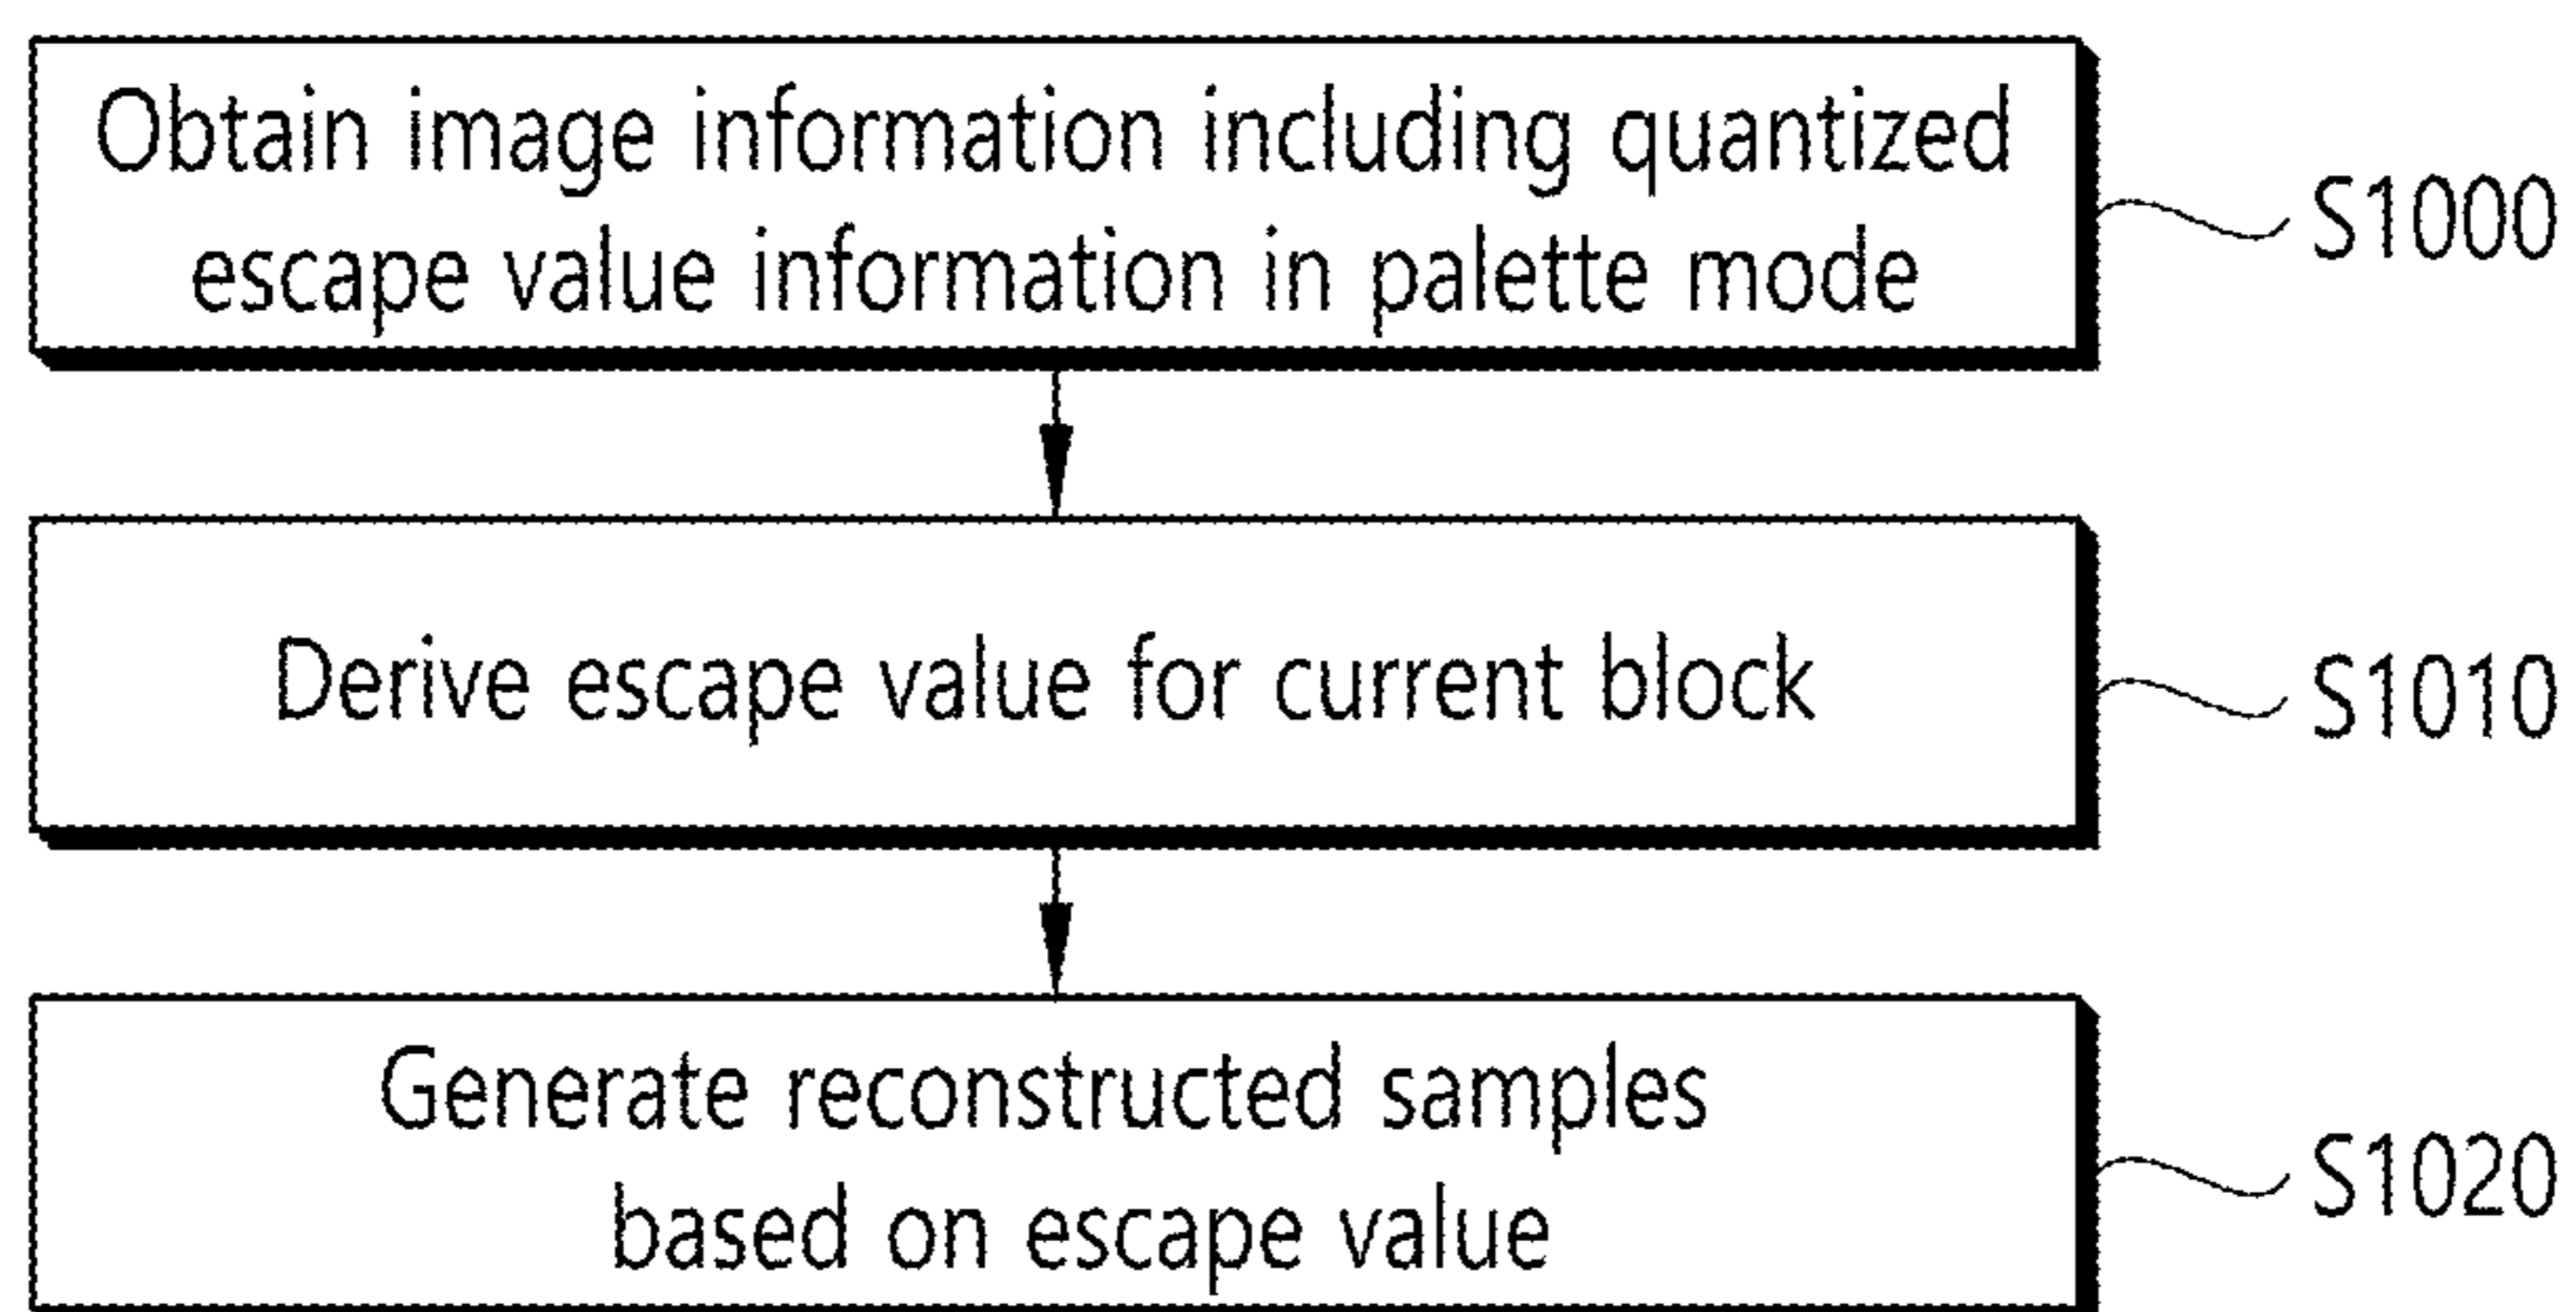 Obtain image information including quantized
escape value information in palette mode
S1000
Derive escape value for current block
S1010
Generate reconstructed samples
based on escape value
S1020